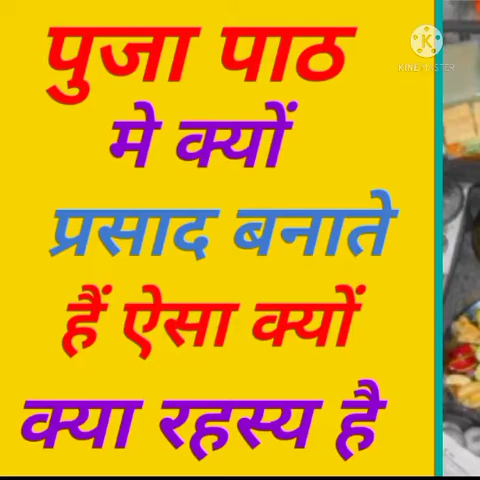 पुजा पाठ
मे क्यों
प्रसाद बनाते
हैं ऐसा क्यों
क्या रहस्य है
KINEMASTER